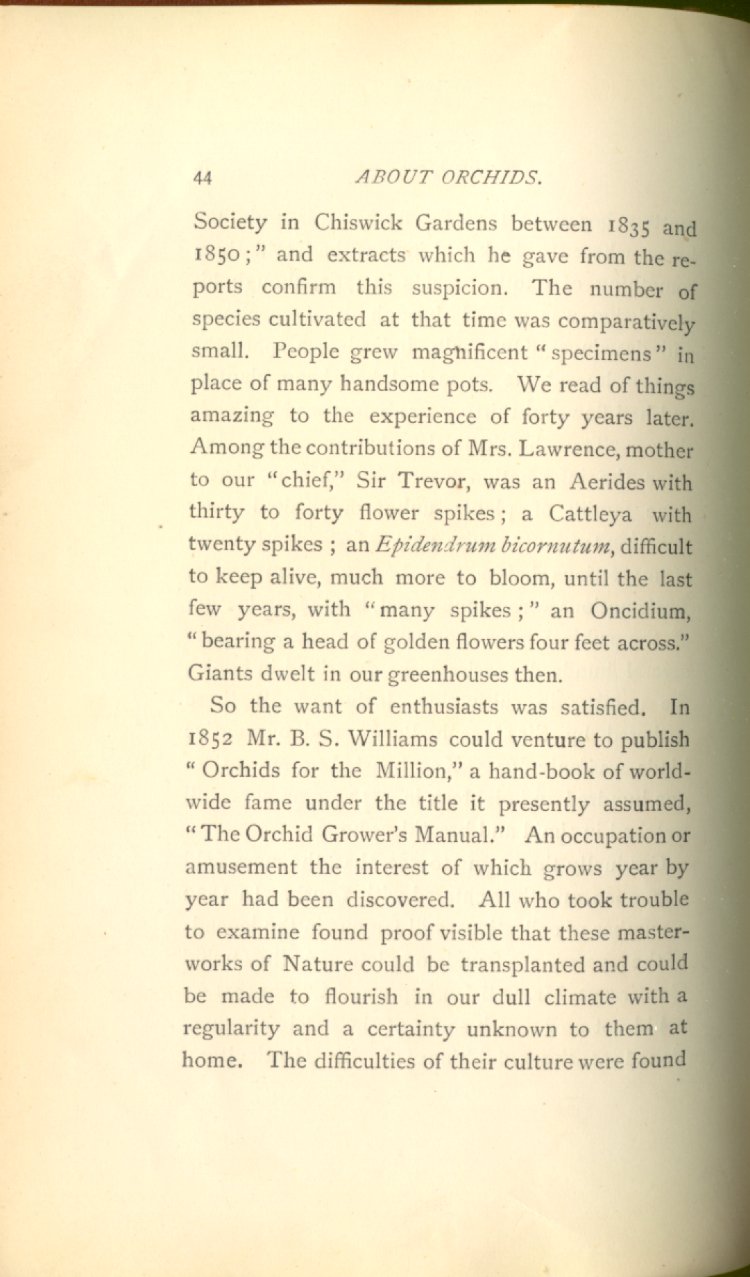 44 ABOUT ORCHIDS.
Society in Chiswick Gardens between 1835 and
1850;" and extracts which he gave from the re-
ports confirm this suspicion. The number of
species cultivated at that time was comparatively
small. People grew magnificent "specimens" in
place of many handsome pots. We read of things
amazing to the experience of forty years later.
Among the contributions of Mrs. Lawrence, mother
to our "chief," Sir Trevor, was an Aerides with
thirty to forty flower spikes; a Cattleya with
twenty spikes; an Epidendrum bicornutum, difficult
to keep alive, much more to bloom, until the last
few years, with "many spikes;" an Oncidium,
"bearing a head of golden flowers four feet across."
Giants dwelt in our greenhouses then.
So the want of enthusiasts was satisfied. In
1852 Mr. B. S. Williams could venture to publish
"Orchids for the Million," a hand-book of world-
wide fame under the title it presently assumed,
"The Orchid Grower's Manual." An occupation or
amusement the interest of which grows year by
year had been discovered. All who took trouble
to examine found proof visible that these master-
works of Nature could be transplanted and could
be made to flourish in our dull climate with a
regularity and a certainty unknown to them at
home. The difficulties of their culture were found